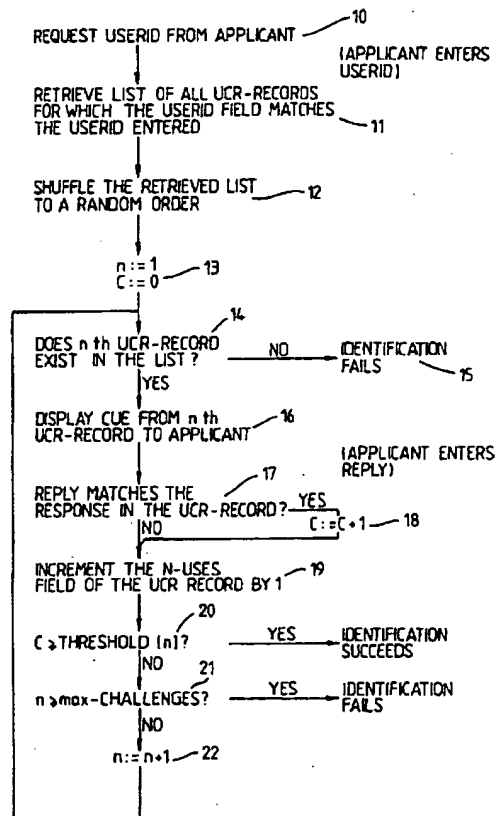 REQUEST USERID FROM APPLICANT 10
(APPLICANT ENTERS
USERID)
RETRIEVE LIST OF ALL UCR-RECORDS
FOR WHICH THE USERID FIELD MATCHES
THE USERID ENTERED
11
SHUFFLE THE RETRIEVED LIST
TO A RANDOM ORDER
12
n:=1
C:=0
13
14
DOES n th UCR-RECORD
EXIST IN THE LIST?
NO
IDENTIFICATION
FAILS
15
YES
DISPLAY CUE FROM n th
UCR-RECORD TO APPLICANT
16
(APPLICANT ENTERS
REPLY)
17
REPLY MATCHES THE
RESPONSE IN THE UCR-RECORD?
YES
C:=C+1
18
NO
INCREMENT THE N-USES
FIELD OF THE UCR RECORD BY 1
19
20
C⩾THRESHOLD [n]?
YES
IDENTIFICATION
SUCCEEDS
NO
21
n⩾max-CHALLENGES?
YES
IDENTIFICATION
FAILS
NO
n:=n+1
22